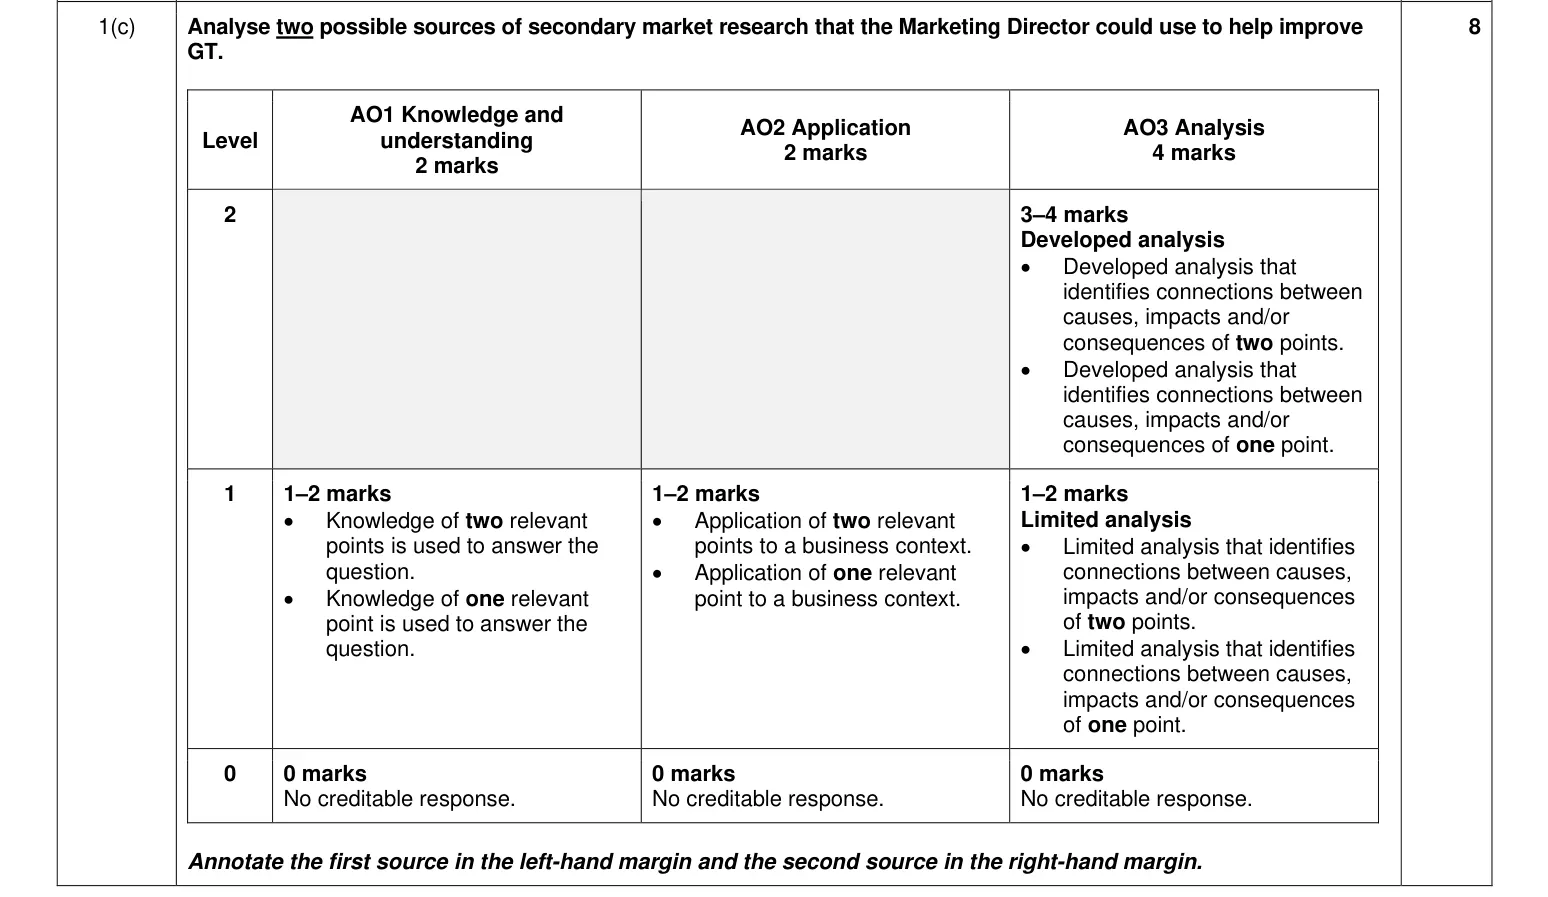 1(c)
Analyse two possible sources of secondary market research that the Marketing Director could use to help improve
GT.
8
Level
AO1 Knowledge and
understanding
2 marks
AO2 Application
2 marks
AO3 Analysis
4 marks
2
3–4 marks
Developed analysis
• Developed analysis that
identifies connections between
causes, impacts and/or
consequences of two points.
• Developed analysis that
identifies connections between
causes, impacts and/or
consequences of one point.
1
1–2 marks
• Knowledge of two relevant
points is used to answer the
question.
• Knowledge of one relevant
point is used to answer the
question.
1–2 marks
• Application of two relevant
points to a business context.
• Application of one relevant
point to a business context.
1–2 marks
Limited analysis
• Limited analysis that identifies
connections between causes,
impacts and/or consequences
of two points.
• Limited analysis that identifies
connections between causes,
impacts and/or consequences
of one point.
0
0 marks
No creditable response.
0 marks
No creditable response.
0 marks
No creditable response.
Annotate the first source in the left-hand margin and the second source in the right-hand margin.